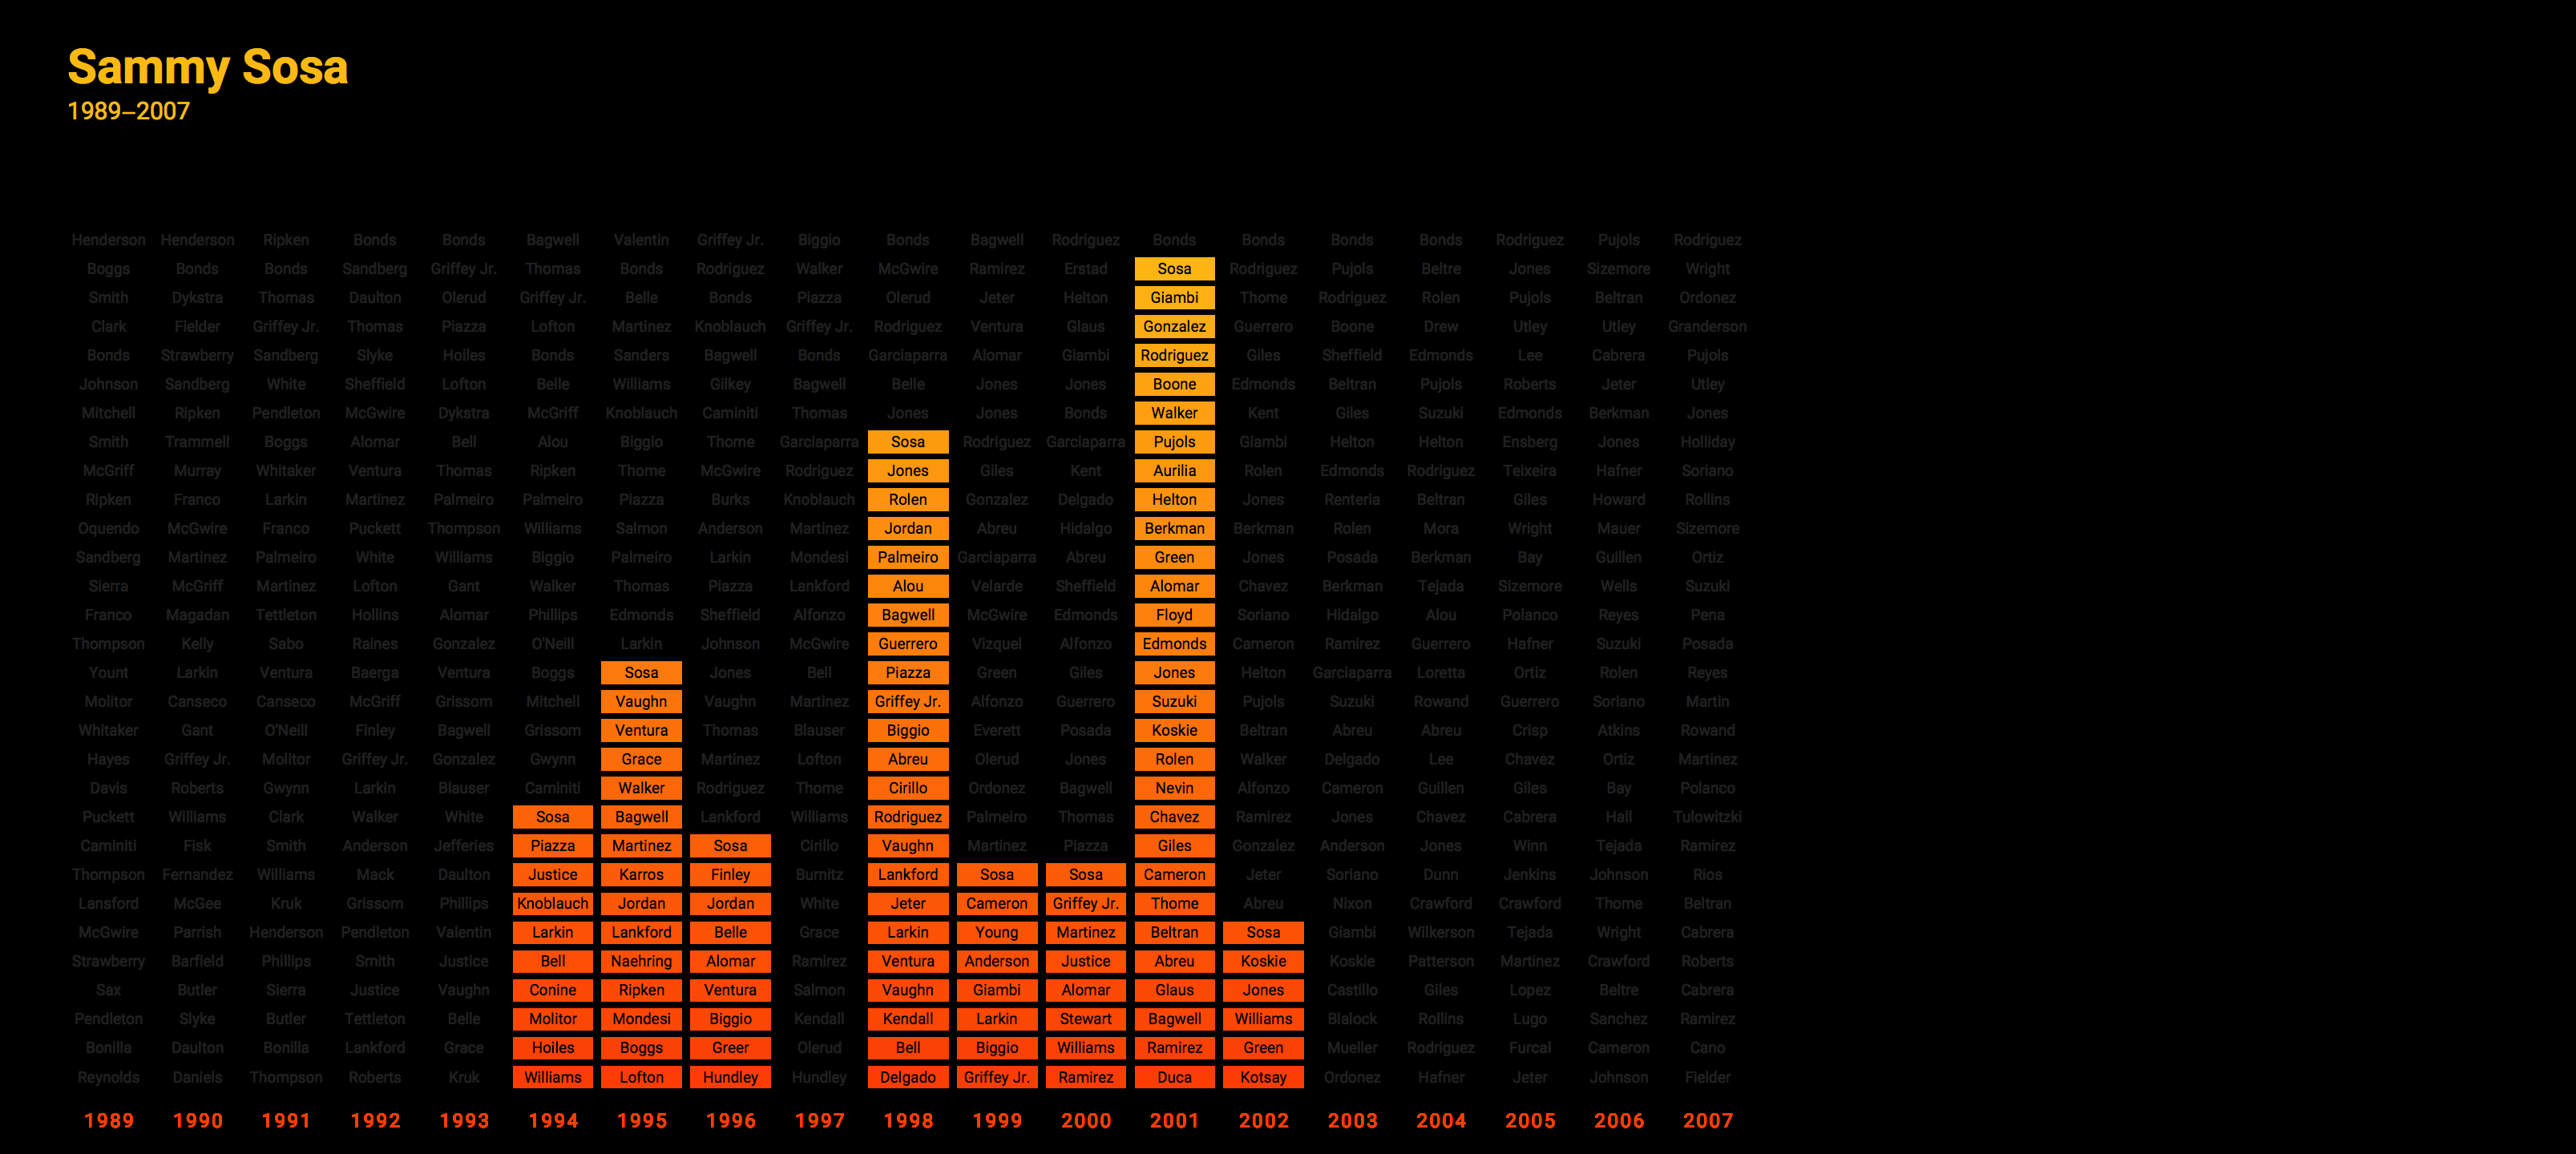 Sammy Sosa
1989–2007
Henderson Henderson Ripken Bonds Bonds Bagwell Valentin Griffey Jr. Biggio Bonds Bagwell Rodriguez Bonds Bonds Bonds Bonds Rodriguez Pujols Rodriguez
Boggs Bonds Bonds Sandberg Griffey Jr. Thomas Bonds Rodriguez Walker McGwire Ramirez Erstad Sosa Rodriguez Pujols Beltre Jones Sizemore Wright
Smith Dykstra Thomas Daulton Olerud Griffey Jr. Belle Bonds Piazza Olerud Jeter Helton Giambi Thome Rodriguez Rolen Pujols Beltran Ordonez
Clark Fielder Griffey Jr. Thomas Piazza Lofton Martinez Knoblauch Griffey Jr. Rodriguez Ventura Glaus Gonzalez Guerrero Boone Drew Utley Utley Granderson
Bonds Strawberry Sandberg Slyke Hoiles Bonds Sanders Bagwell Bonds Garciaparra Alomar Giambi Rodriguez Giles Sheffield Edmonds Lee Cabrera Pujols
Johnson Sandberg White Sheffield Lofton Belle Williams Gilkey Bagwell Belle Jones Jones Boone Edmonds Beltran Pujols Roberts Jeter Utley
Mitchell Ripken Pendleton McGwire Dykstra McGriff Knoblauch Caminiti Thomas Jones Jones Bonds Walker Kent Giles Suzuki Edmonds Berkman Jones
Smith Trammell Boggs Alomar Bell Alou Biggio Thome Garciaparra Sosa Rodriguez Garciaparra Pujols Giambi Helton Helton Ensberg Jones Holliday
McGriff Murray Whitaker Ventura Thomas Ripken Thome McGwire Rodriguez Jones Giles Kent Aurilia Rolen Edmonds Rodriguez Teixeira Hafner Soriano
Ripken Franco Larkin Martinez Palmeiro Palmeiro Piazza Burks Knoblauch Rolen Gonzalez Delgado Helton Jones Renteria Beltran Giles Howard Rollins
Oquendo McGwire Franco Puckett Thompson Williams Salmon Anderson Martinez Jordan Abreu Hidalgo Berkman Berkman Rolen Mora Wright Mauer Sizemore
Sandberg Martinez Palmeiro White Williams Biggio Palmeiro Larkin Mondesi Palmeiro Garciaparra Abreu Green Jones Posada Berkman Bay Guillen Ortiz
Sierra McGriff Martinez Lofton Gant Walker Thomas Piazza Lankford Alou Velarde Sheffield Alomar Chavez Berkman Tejada Sizemore Wells Suzuki
Franco Magadan Tettleton Hollins Alomar Phillips Edmonds Sheffield Alfonzo Bagwell McGwire Edmonds Floyd Soriano Hidalgo Alou Polanco Reyes Pena
Thompson Kelly Sabo Raines Gonzalez O'Neill Larkin Johnson McGwire Guerrero Vizquel Alfonzo Edmonds Cameron Ramirez Guerrero Hafner Suzuki Posada
Yount Larkin Ventura Baerga Ventura Boggs Sosa Jones Bell Piazza Green Giles Jones Helton Garciaparra Loretta Ortiz Rolen Reyes
Molitor Canseco Canseco McGriff Grissom Mitchell Vaughn Vaughn Martinez Griffey Jr. Alfonzo Guerrero Suzuki Pujols Suzuki Rowand Guerrero Soriano Martin
Whitaker Gant O'Neill Finley Bagwell Grissom Ventura Thomas Blauser Biggio Everett Posada Koskie Beltran Abreu Abreu Crisp Atkins Rowand
Hayes Griffey Jr. Molitor Griffey Jr. Gonzalez Gwynn Grace Martinez Lofton Abreu Olerud Jones Rolen Walker Delgado Lee Chavez Ortiz Martinez
Davis Roberts Gwynn Larkin Blauser Caminiti Walker Rodriguez Thome Cirillo Ordonez Bagwell Nevin Alfonzo Cameron Guillen Giles Bay Polanco
Puckett Williams Clark Walker White Sosa Bagwell Lankford Williams Rodriguez Palmeiro Thomas Chavez Ramirez Jones Chavez Cabrera Hall Tulowitzki
Caminiti Fisk Smith Anderson Jefferies Piazza Martinez Sosa Cirillo Vaughn Martinez Piazza Giles Gonzalez Anderson Jones Winn Tejada Ramirez
Thompson Fernandez Williams Mack Daulton Justice Karros Finley Burnitz Lankford Sosa Sosa Cameron Jeter Soriano Dunn Jenkins Johnson Rios
Lansford McGee Kruk Grissom Phillips Knoblauch Jordan Jordan White Jeter Cameron Griffey Jr. Thome Abreu Nixon Crawford Crawford Thome Beltran
McGwire Parrish Henderson Pendleton Valentin Larkin Lankford Belle Grace Larkin Young Martinez Beltran Sosa Giambi Wilkerson Tejada Wright Cabrera
Strawberry Barfield Phillips Smith Justice Bell Naehring Alomar Ramirez Ventura Anderson Justice Abreu Koskie Koskie Patterson Martinez Crawford Roberts
Sax Butler Sierra Justice Vaughn Conine Ripken Ventura Salmon Vaughn Giambi Alomar Glaus Jones Castillo Giles Lopez Beltre Cabrera
Pendleton Slyke Butler Tettleton Belle Molitor Mondesi Biggio Kendall Kendall Larkin Stewart Bagwell Williams Blalock Rollins Lugo Sanchez Ramirez
Bonilla Daulton Bonilla Lankford Grace Hoiles Boggs Greer Olerud Bell Biggio Williams Ramirez Green Mueller Rodriguez Furcal Cameron Cano
Reynolds Daniels Thompson Roberts Kruk Williams Lofton Hundley Hundley Delgado Griffey Jr. Ramirez Duca Kotsay Ordonez Hafner Jeter Johnson Fielder
1989 1990 1991 1992 1993 1994 1995 1996 1997 1998 1999 2000 2001 2002 2003 2004 2005 2006 2007